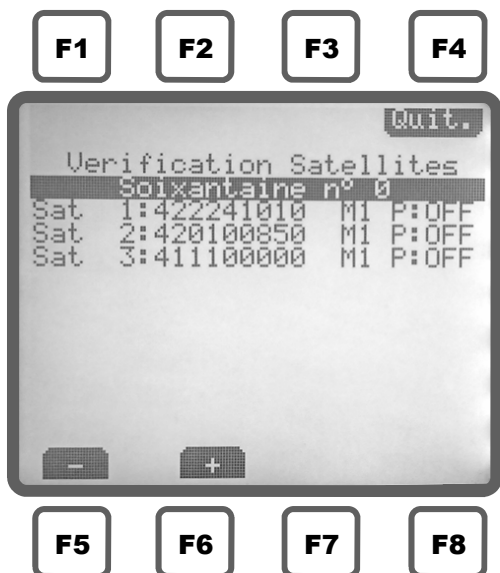 F1 F2 F3 F4
Quit.
Verification Satellites
Soixantaine n° 0
Sat 1:422241010 M1 P:OFF
Sat 2:420100850 M1 P:OFF
Sat 3:411100000 M1 P:OFF
- +
F5 F6 F7 F8